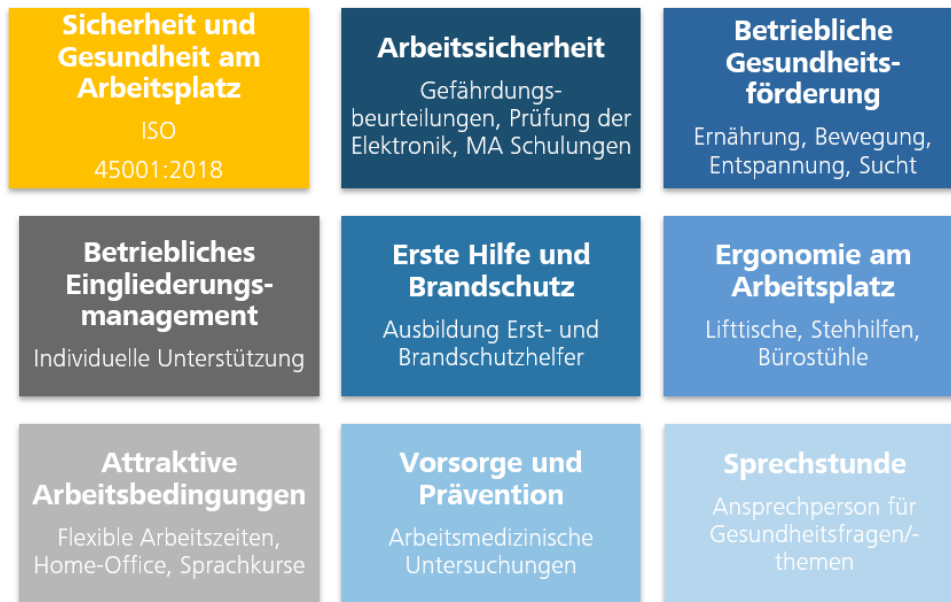 Sicherheit und
Gesundheit am
Arbeitsplatz
ISO
45001:2018
Arbeitssicherheit
Gefährdungs-
beurteilungen, Prüfung der
Elektronik, MA Schulungen
Betriebliche
Gesundheits-
förderung
Ernährung, Bewegung,
Entspannung, Sucht
Betriebliches
Eingliederungs-
management
Individuelle Unterstützung
Erste Hilfe und
Brandschutz
Ausbildung Erst- und
Brandschutzhelfer
Ergonomie am
Arbeitsplatz
Lifttische, Stehhilfen,
Bürostühle
Attraktive
Arbeitsbedingungen
Flexible Arbeitszeiten,
Home-Office, Sprachkurse
Vorsorge und
Prävention
Arbeitsmedizinische
Untersuchungen
Sprechstunde
Ansprechperson für
Gesundheitsfragen/-
themen